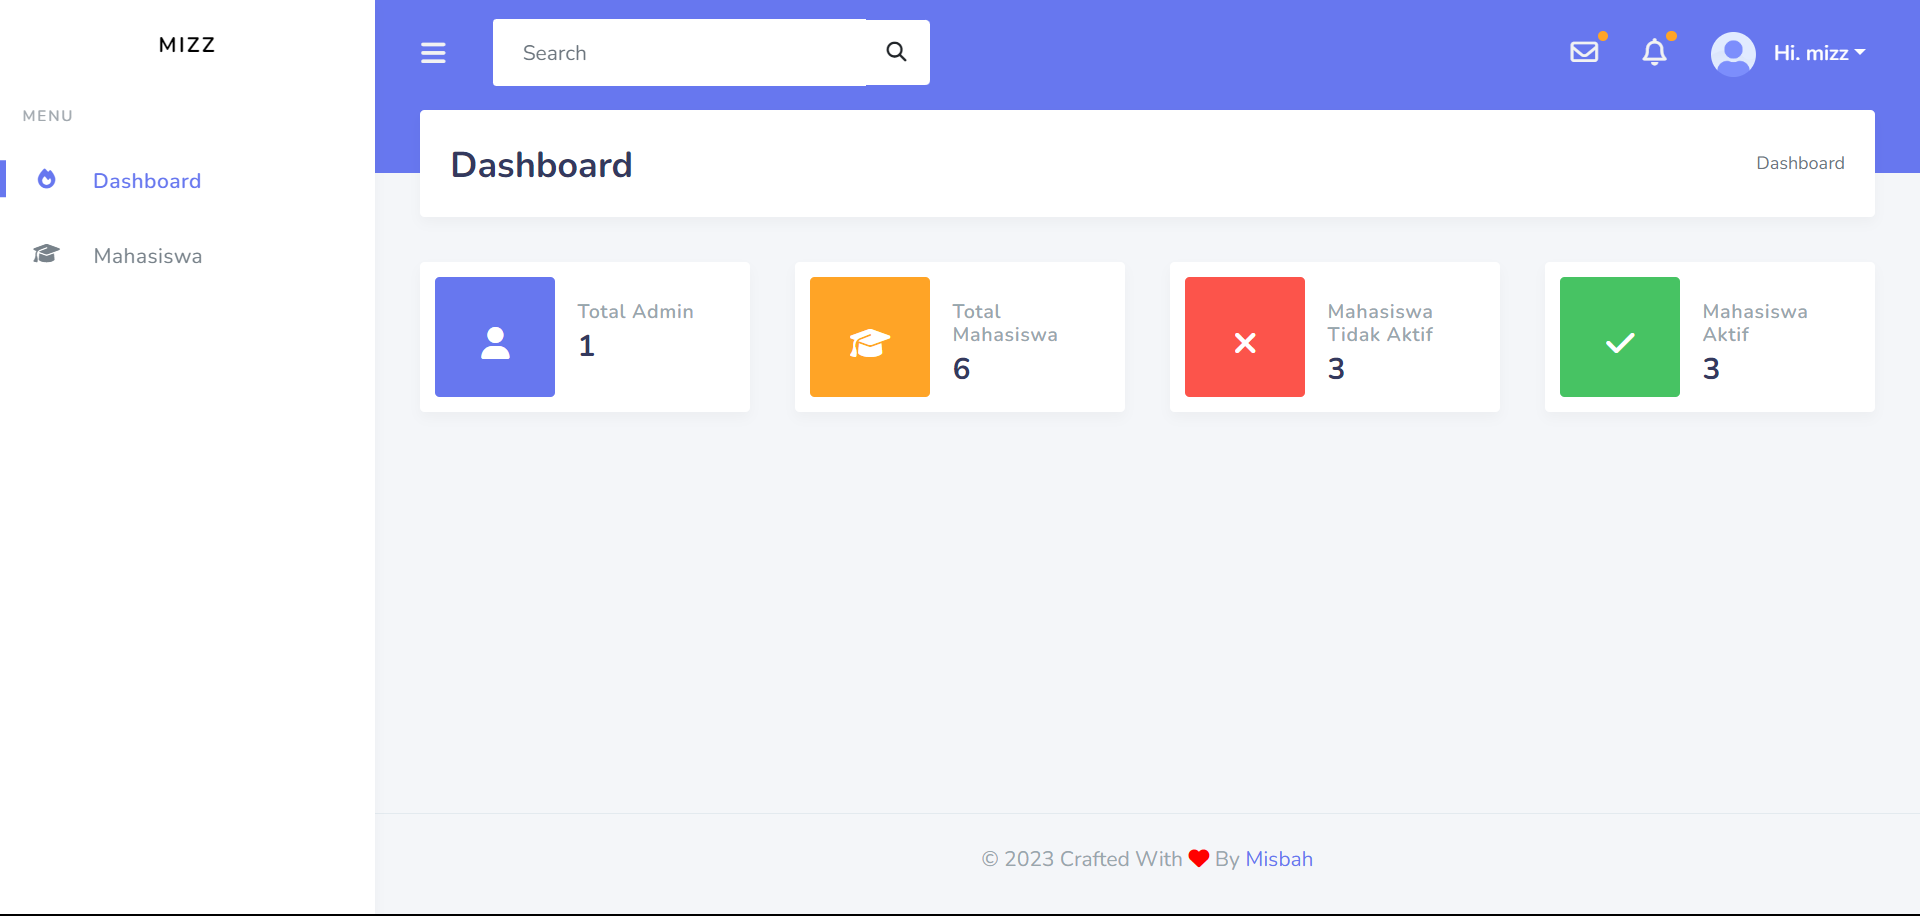 MIZZ
MENU
Dashboard
Mahasiswa
Search
Hi. mizz
Dashboard
Dashboard
Total Admin
1
Total
Mahasiswa
6
Mahasiswa
Tidak Aktif
3
Mahasiswa
Aktif
3
© 2023 Crafted With ❤ By Misbah